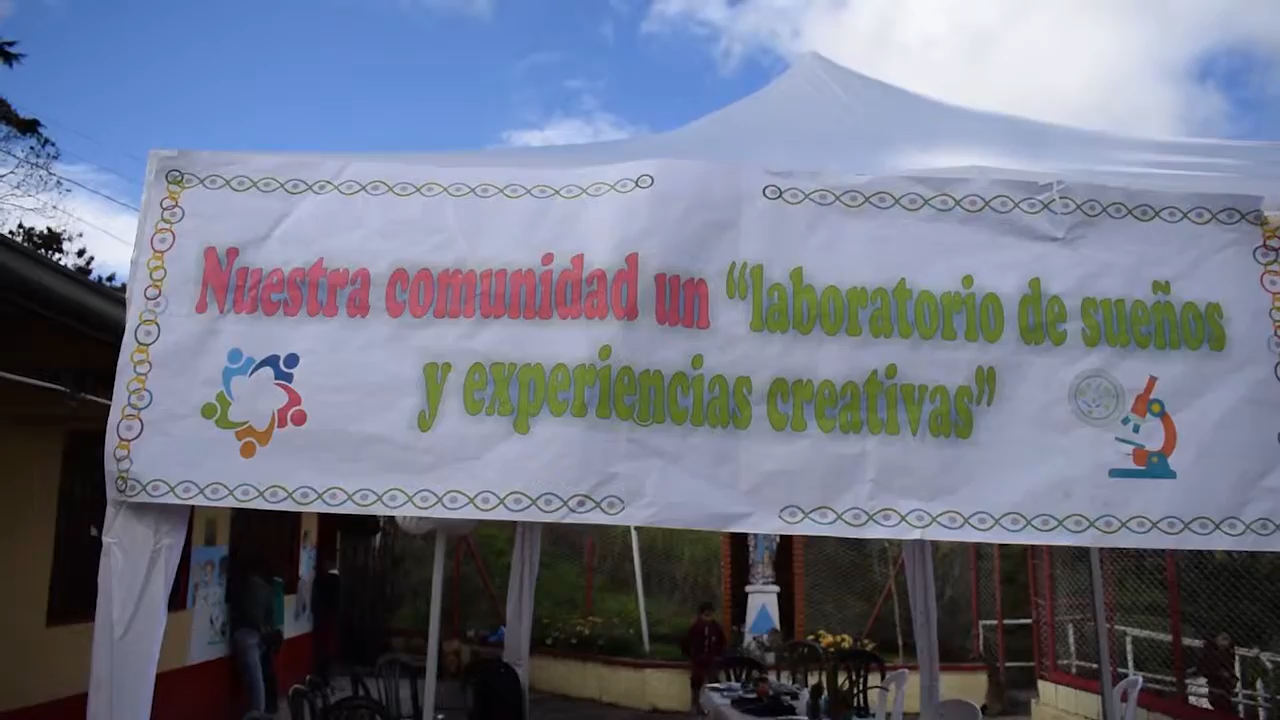 Nuestra comunidad un “laboratorio de sueños
y experiencias creativas”